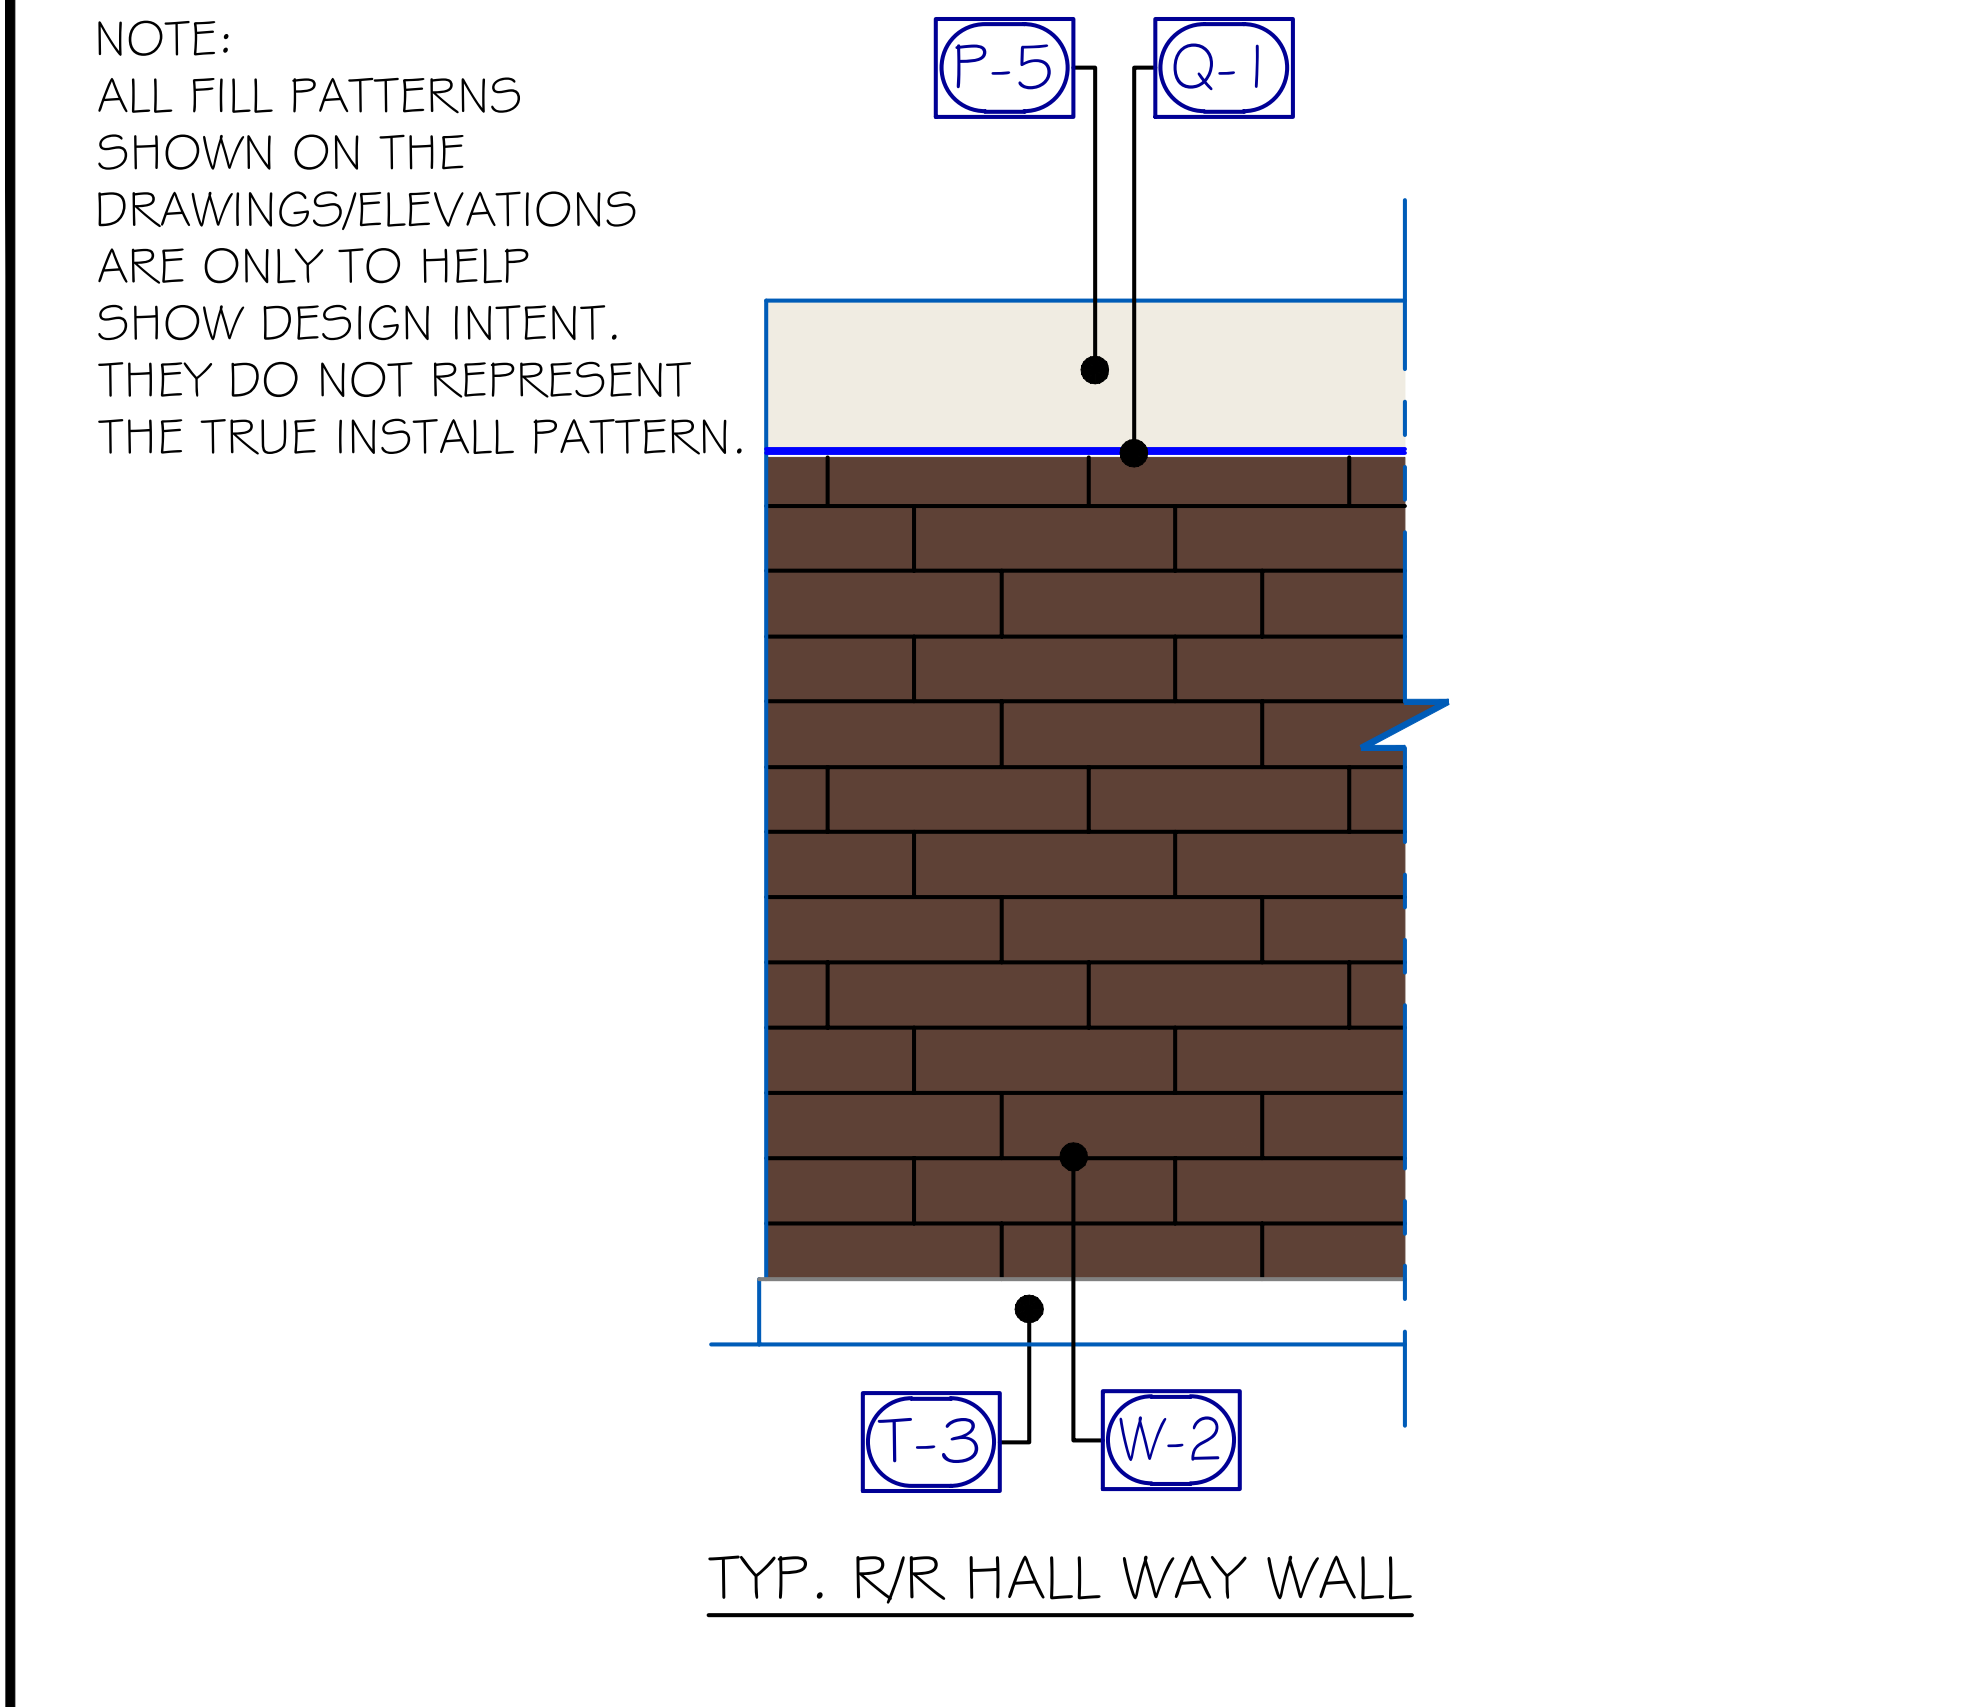 NOTE:
ALL FILL PATTERNS
SHOWN ON THE
DRAWINGS/ELEVATIONS
ARE ONLY TO HELP
SHOW DESIGN INTENT.
THEY DO NOT REPRESENT
THE TRUE INSTALL PATTERN.
P-5
Q-1
T-3
W-2
TYP. R/R HALL WAY WALL